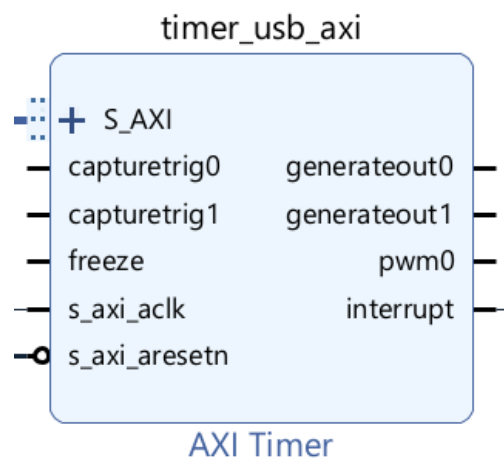 timer_usb_axi
S_AXI
capturetrig0 generateout0
capturetrig1 generateout1
freeze pwm0
s_axi_aclk interrupt
s_axi_aresetn
AXI Timer